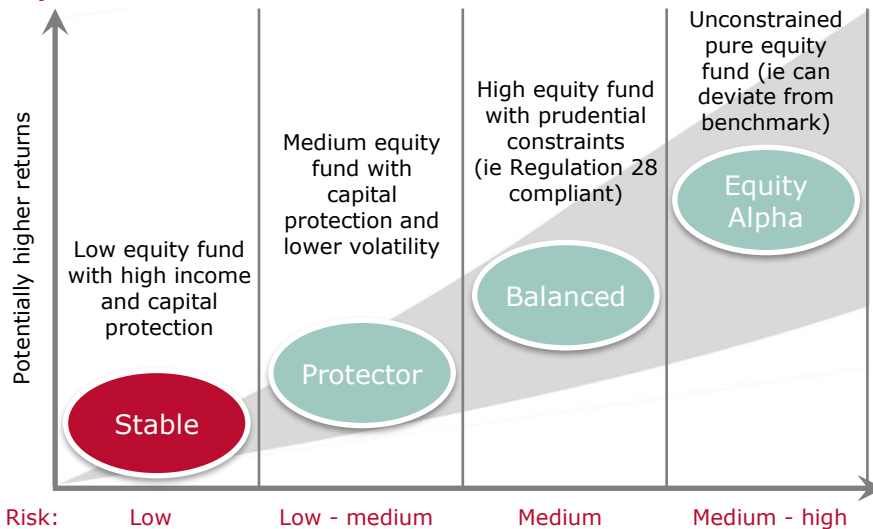 Potentially higher returns
Low equity fund
with high income
and capital
protection
Stable
Medium equity
fund with
capital
protection and
lower volatility
Protector
High equity fund
with prudential
constraints
(ie Regulation 28
compliant)
Balanced
Unconstrained
pure equity
fund (ie can
deviate from
benchmark)
Equity
Alpha
Risk: Low Low - medium Medium Medium - high